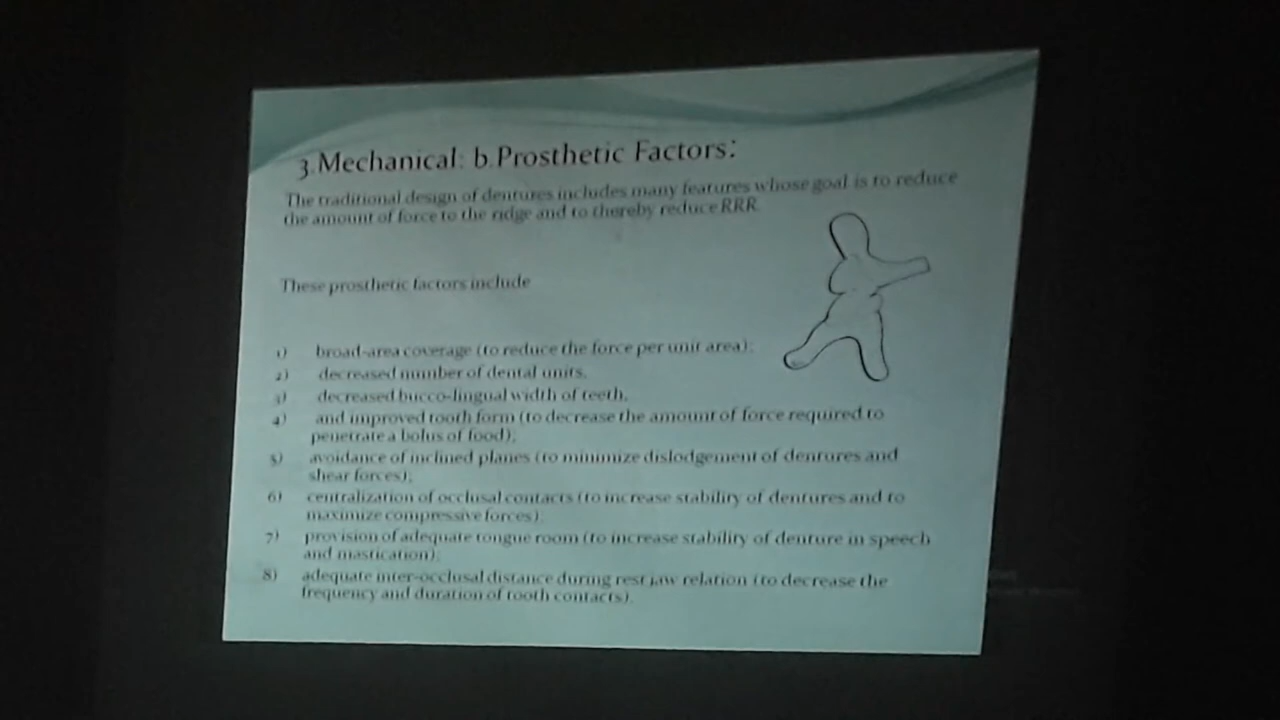 3.Mechanical: b.Prosthetic Factors:
The traditional design of dentures includes many features whose goal is to reduce
the amount of force to the ridge and to thereby reduce RRR.
These prosthetic factors include
1) broad-area coverage (to reduce the force per unit area);
2) decreased number of dental units,
3) decreased bucco-lingual width of teeth,
4) and improved tooth form (to decrease the amount of force required to
penetrate a bolus of food);
5) avoidance of inclined planes (to minimize dislodgement of dentures and
shear forces);
6) centralization of occlusal contacts (to increase stability of dentures and to
maximize compressive forces);
7) provision of adequate tongue room (to increase stability of denture in speech
and mastication);
8) adequate inter-occlusal distance during rest jaw relation (to decrease the
frequency and duration of tooth contacts).